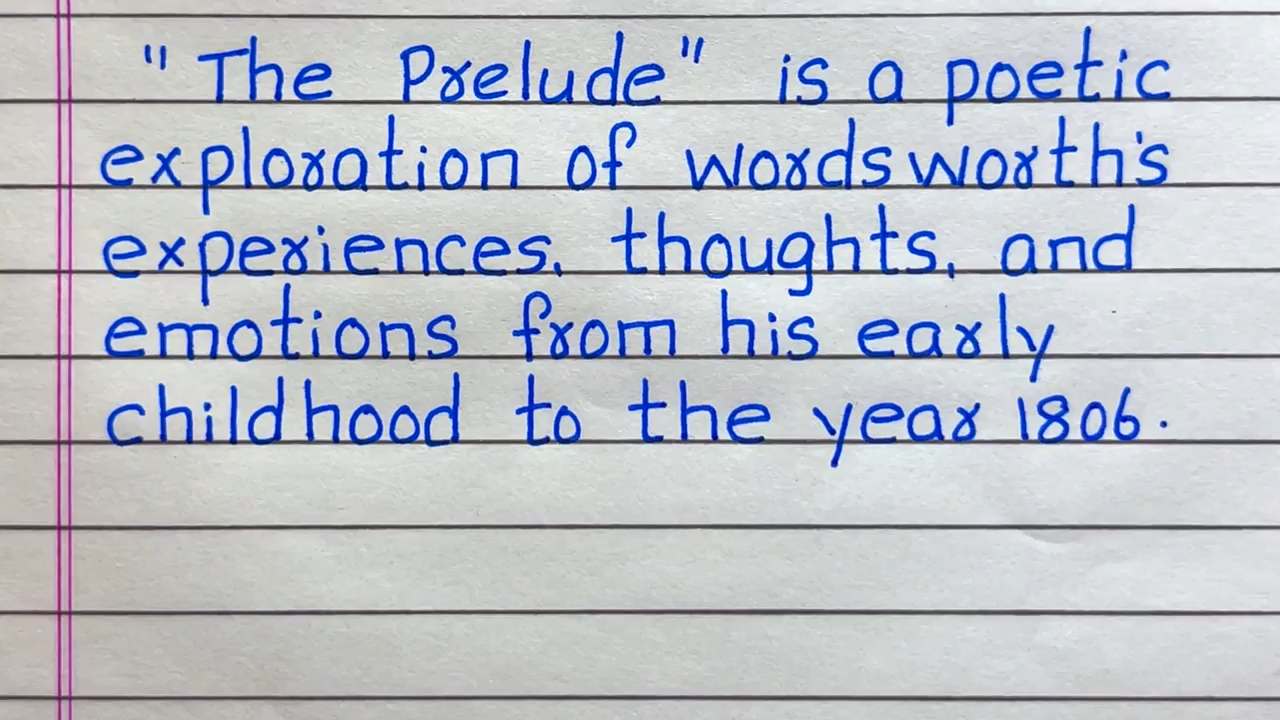 "The Prelude" is a poetic
exploration of wordsworth's
experiences, thoughts, and
emotions from his early
childhood to the year 1806.